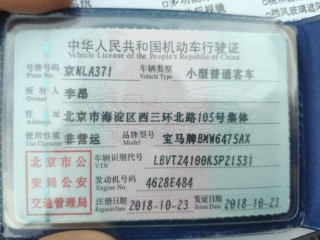 中华人民共和国机动车行驶证
Vehicle License of the People's Republic of China
号牌号码 京NLA371 车辆类型 小型普通客车
Plate No. Vehicle Type
所有人 李昂
住址 北京市海淀区西三环北路105号集体
使用性质 非营运 品牌型号 宝马牌BMW6475AX
北京市公 车辆识别代号 LBVTZ4100KSP21531
VIN
安局公安 发动机号码 4628E484
Engine No.
交通管理局 注册日期 2018-10-23 发证日期 2018-10-23
Register Date Issue Date